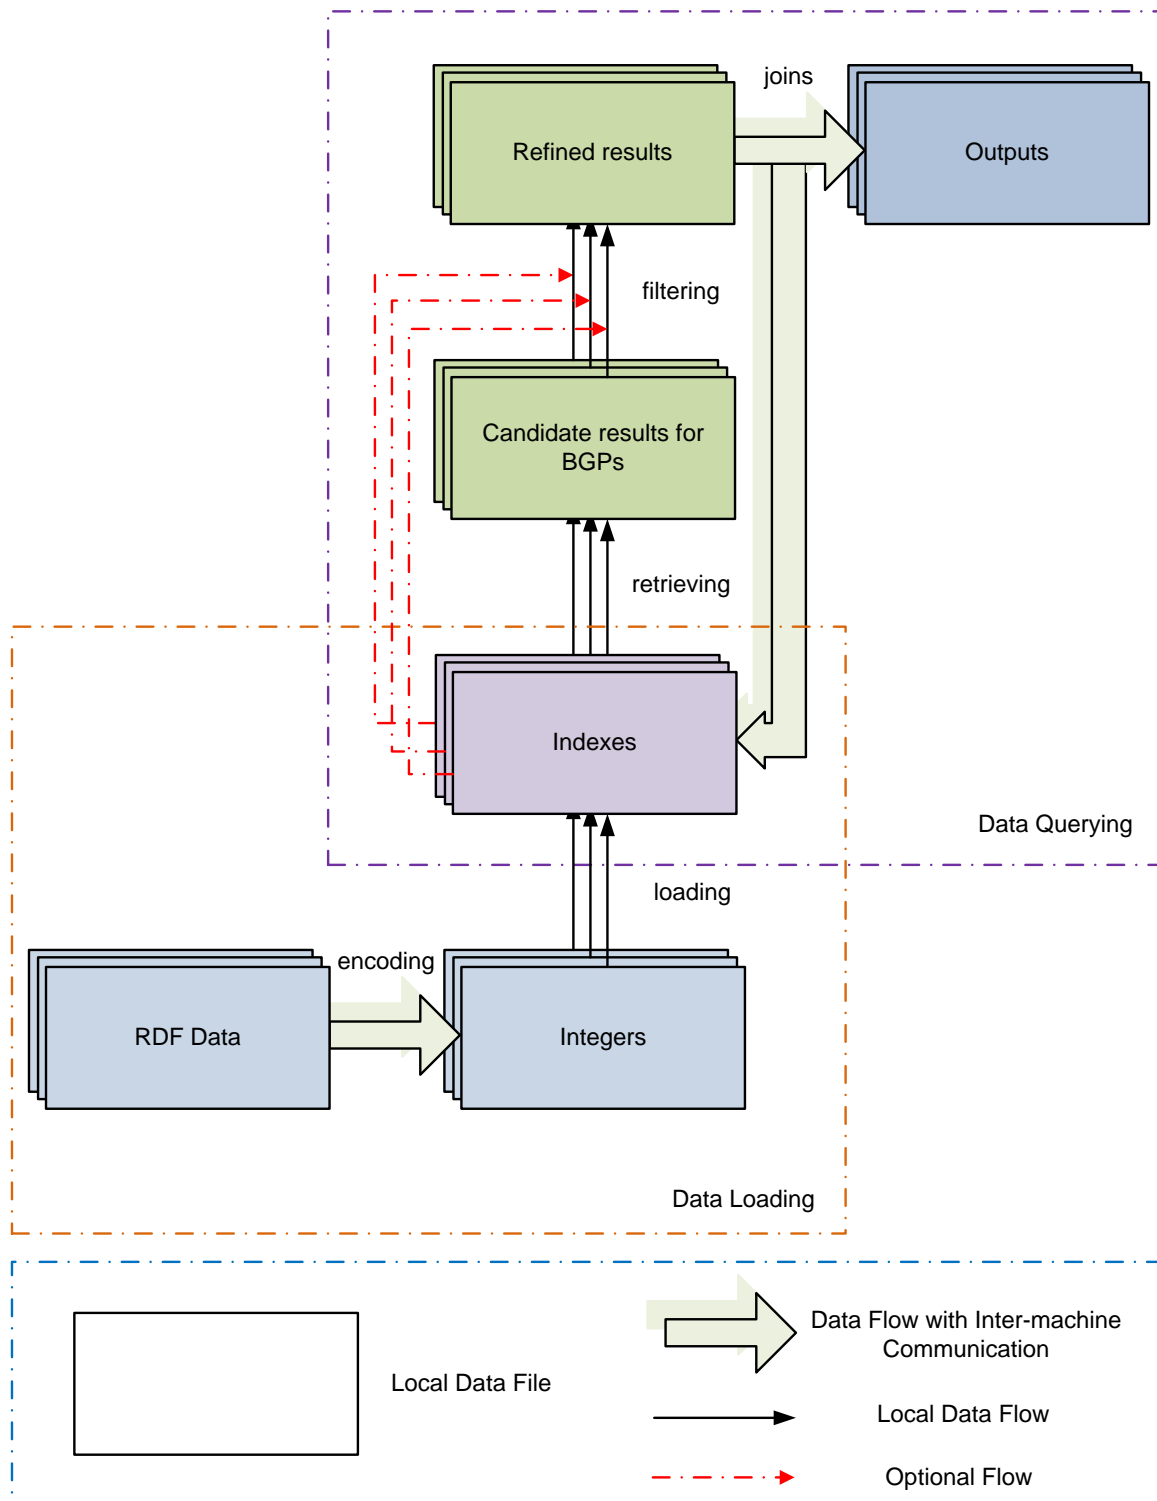 joins
Refined results
Outputs
filtering
Candidate results for
BGPs
retrieving
Indexes
Data Querying
loading
encoding
RDF Data
Integers
Data Loading
Data Flow with Inter-machine
Communication
Local Data File
Local Data Flow
Optional Flow